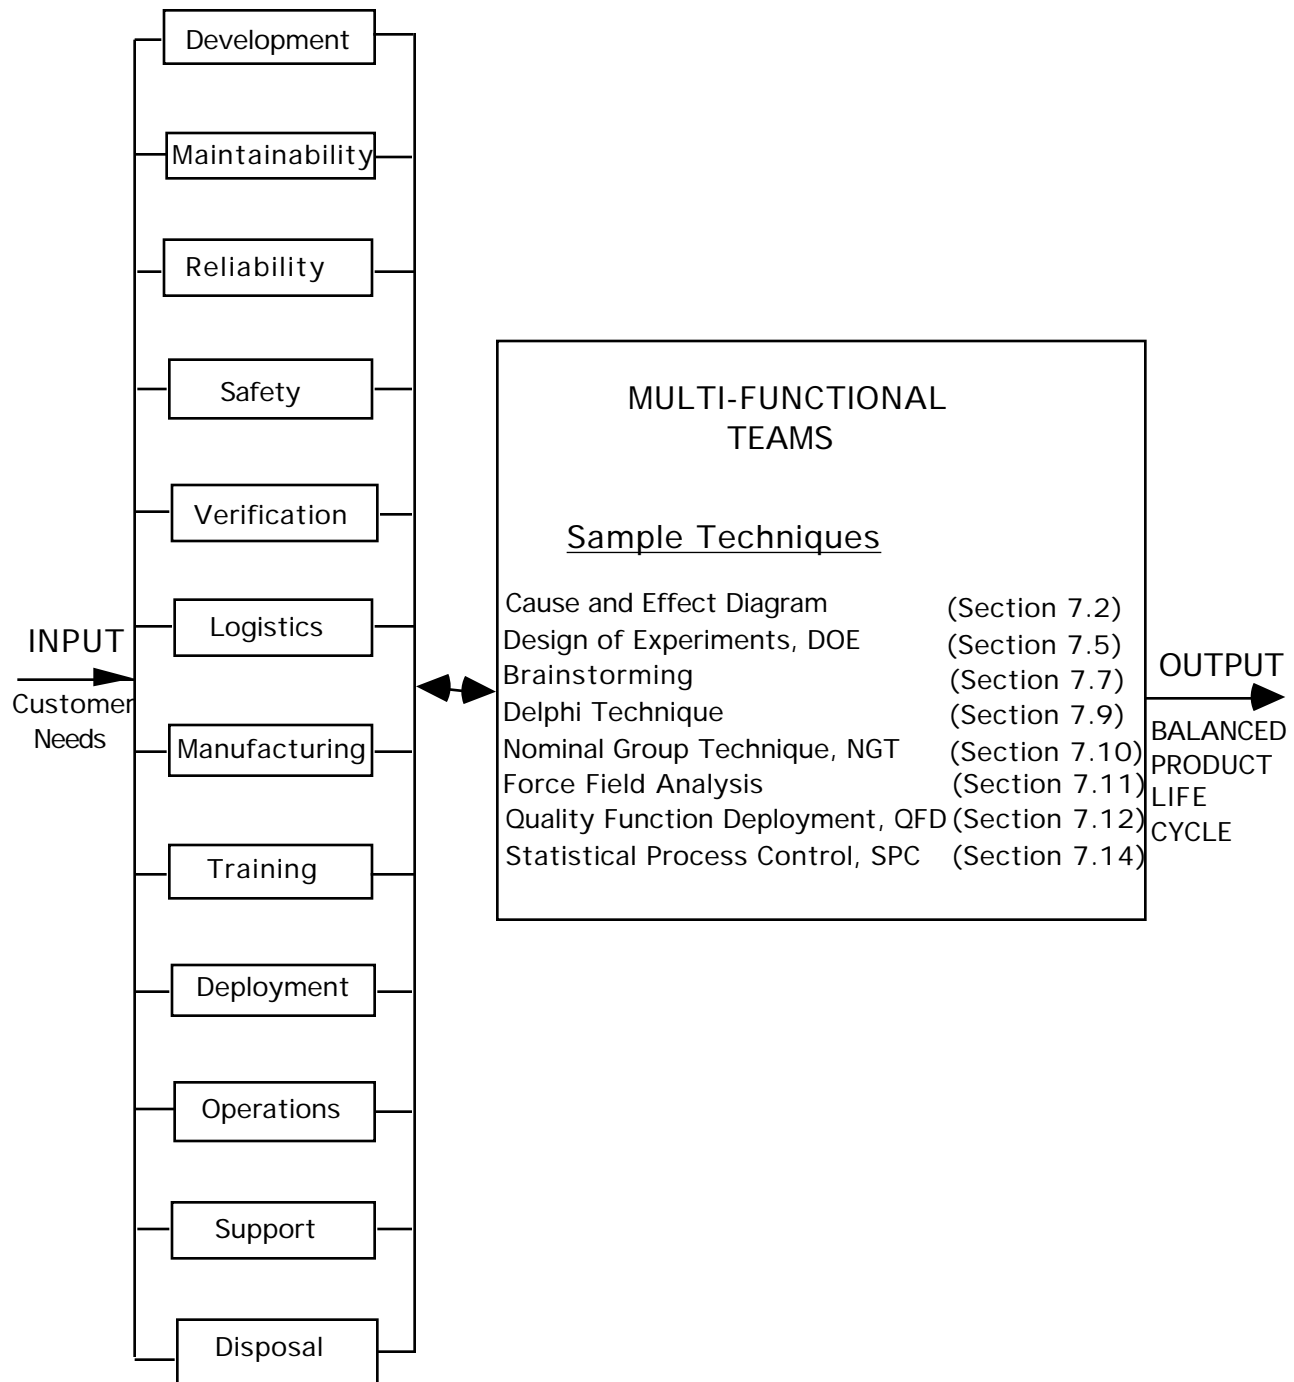 Development
Maintainability
Reliability
Safety
Verification
Logistics
Manufacturing
Training
Deployment
Operations
Support
Disposal
INPUT
Customer
Needs
MULTI-FUNCTIONAL
TEAMS
Sample Techniques
Cause and Effect Diagram (Section 7.2)
Design of Experiments, DOE (Section 7.5)
Brainstorming (Section 7.7)
Delphi Technique (Section 7.9)
Nominal Group Technique, NGT (Section 7.10)
Force Field Analysis (Section 7.11)
Quality Function Deployment, QFD (Section 7.12)
Statistical Process Control, SPC (Section 7.14)
OUTPUT
BALANCED
PRODUCT
LIFE
CYCLE